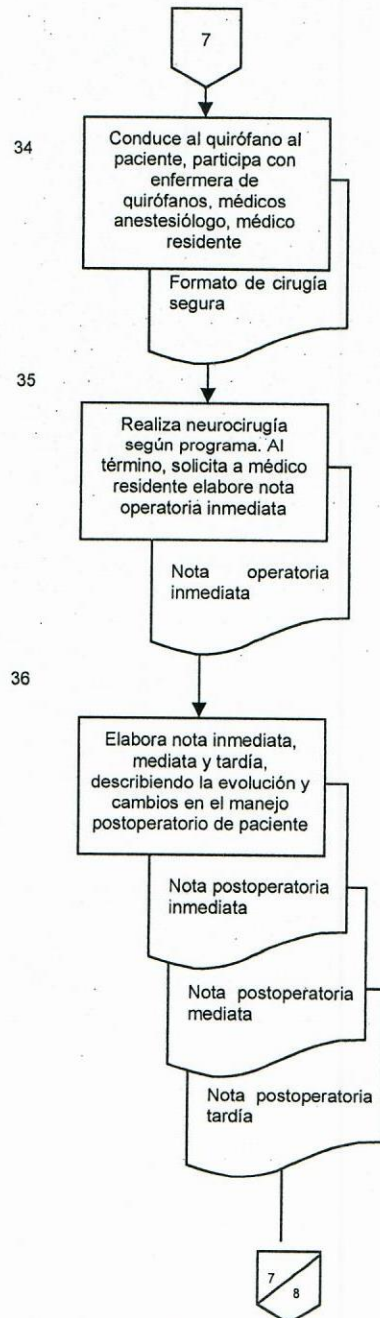 7
34
Conduce al quirófano al
paciente, participa con
enfermera de
quirófanos, médicos
anestesiólogo, médico
residente
Formato de cirugía
segura
35
Realiza neurocirugía
según programa. Al
término, solicita a médico
residente elabore nota
operatoria inmediata
Nota operatoria
inmediata
36
Elabora nota inmediata,
mediata y tardía,
describiendo la evolución y
cambios en el manejo
postoperatorio de paciente
Nota postoperatoria
inmediata
Nota postoperatoria
mediata
Nota postoperatoria
tardía
7
8